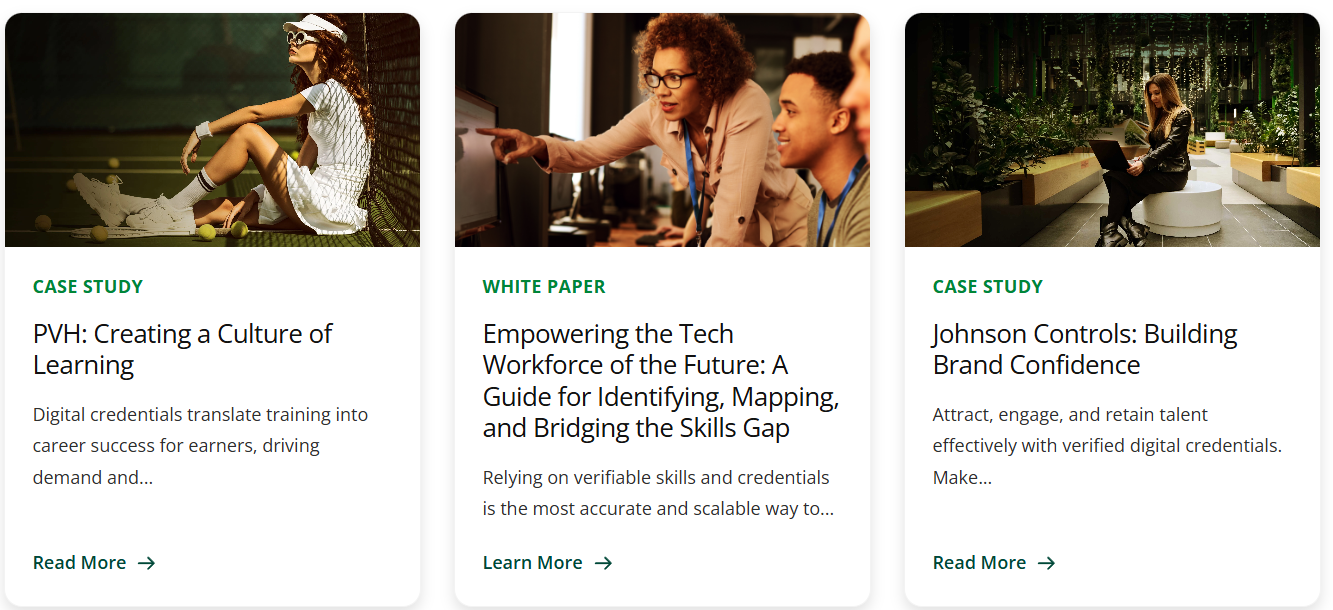 CASE STUDY
PVH: Creating a Culture of
Learning
Digital credentials translate training into
career success for earners, driving
demand and...
Read More →
WHITE PAPER
Empowering the Tech
Workforce of the Future: A
Guide for Identifying, Mapping,
and Bridging the Skills Gap
Relying on verifiable skills and credentials
is the most accurate and scalable way to...
Learn More →
CASE STUDY
Johnson Controls: Building
Brand Confidence
Attract, engage, and retain talent
effectively with verified digital credentials.
Make...
Read More →